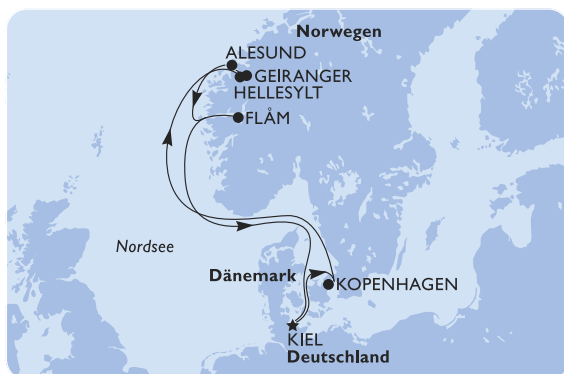 Norwegen
ALESUND
GEIRANGER
HELLESYLT
FLÅM
Nordsee
Dänemark
KOPENHAGEN
KIEL
Deutschland